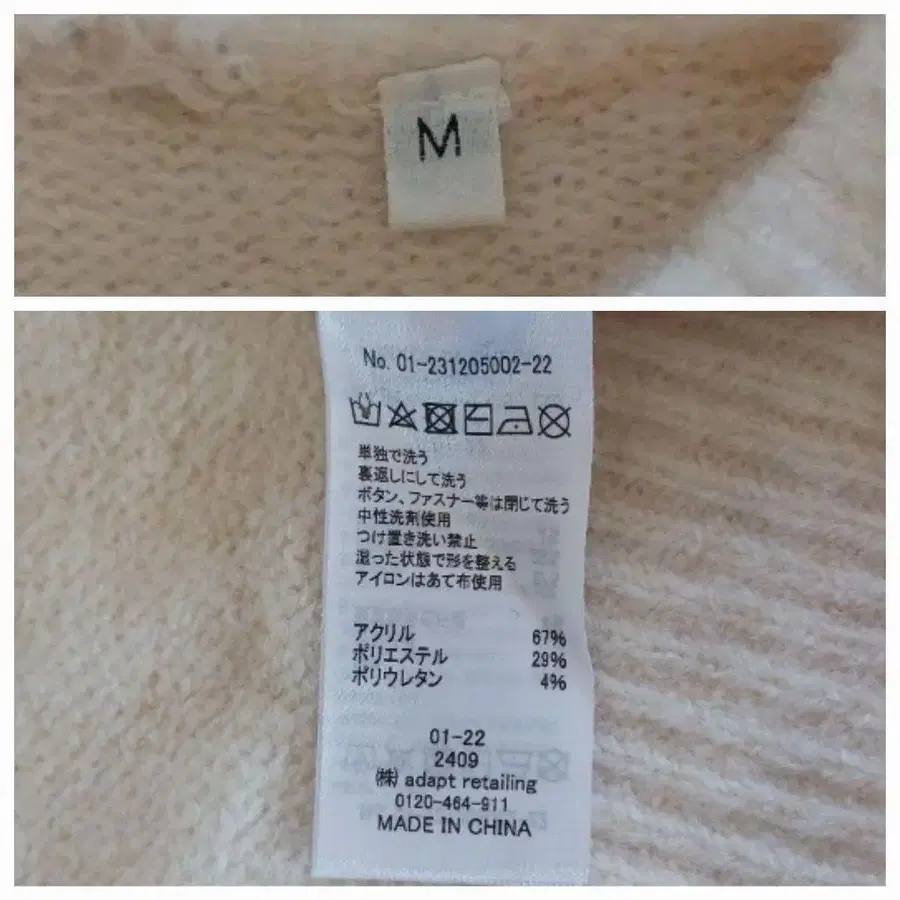 M
No. 01-231205002-22
単独で洗う
裏返しにして洗う
ボタン、ファスナー等は閉じて洗う
中性洗剤使用
つけ置き洗い禁止
湿った状態で形を整える
アイロンはあて布使用
アクリル 67%
ポリエステル 29%
ポリウレタン 4%
01-22
2409
㈱ adapt retailing
0120-464-911
MADE IN CHINA